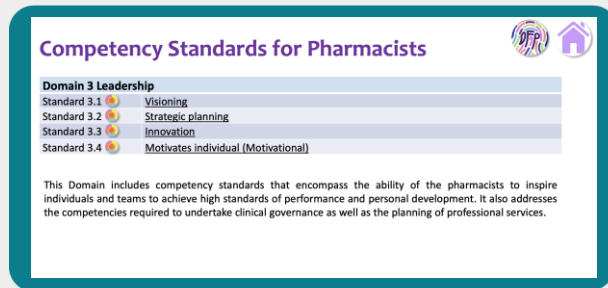 DFP
Competency Standards for Pharmacists
Domain 3 Leadership
Standard 3.1 Visioning
Standard 3.2 Strategic planning
Standard 3.3 Innovation
Standard 3.4 Motivates individual (Motivational)
This Domain includes competency standards that encompass the ability of the pharmacists to inspire
individuals and teams to achieve high standards of performance and personal development. It also addresses
the competencies required to undertake clinical governance as well as the planning of professional services.